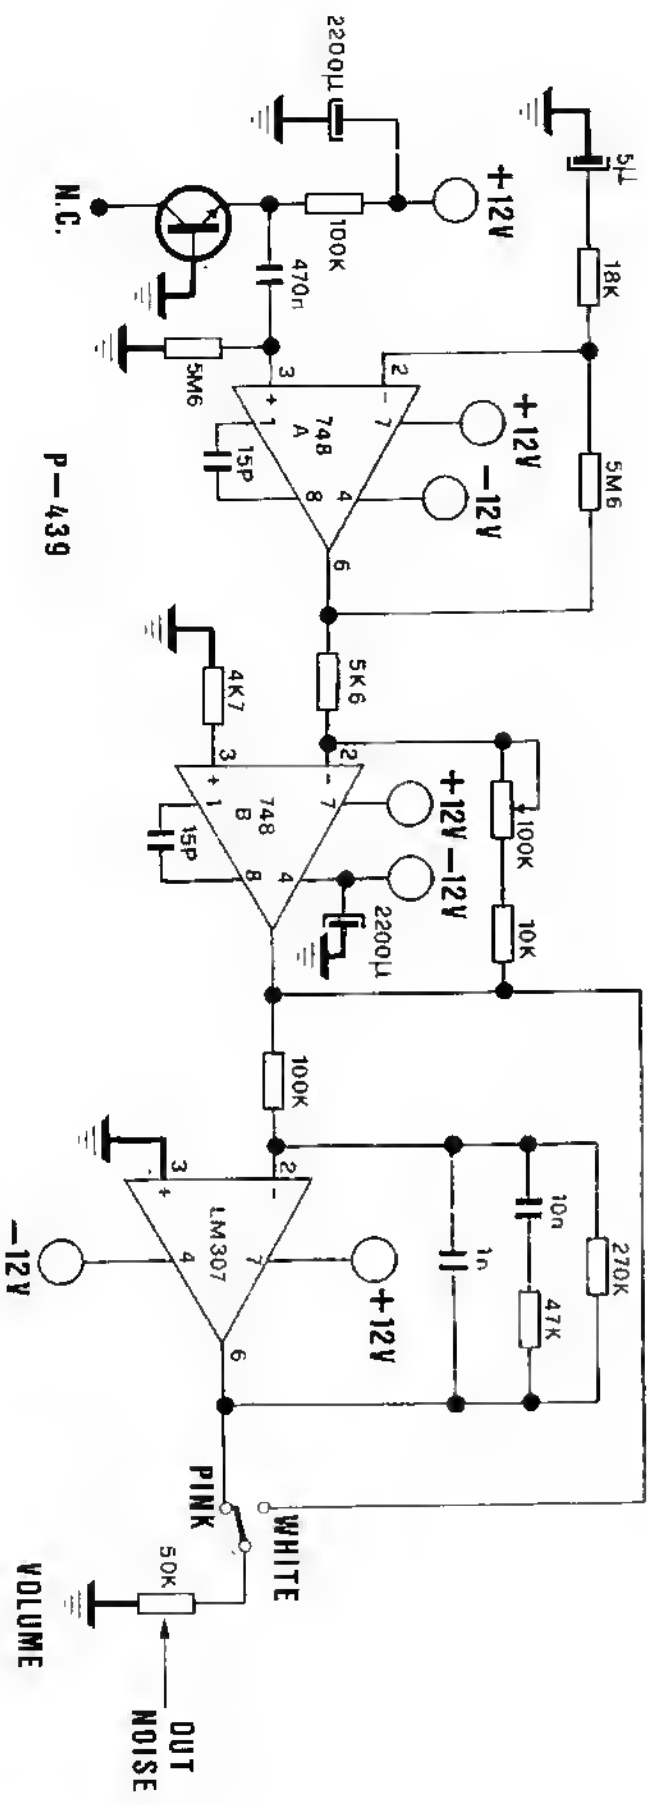 5µ
18K
5M6
2200µ
+12V
100K
N.C.
470n
5M6
3
2
+
-
748
A
1
8
7
4
15P
+12V
-12V
6
P-439
5K6
4K7
3
2
+
-
748
B
1
8
7
4
15P
+12V
-12V
2200µ
100K
10K
100K
3
2
+
-
LM307
4
7
-12V
+12V
6
1n
10n
47K
270K
PINK
WHITE
50K
VOLUME
OUT
NOISE